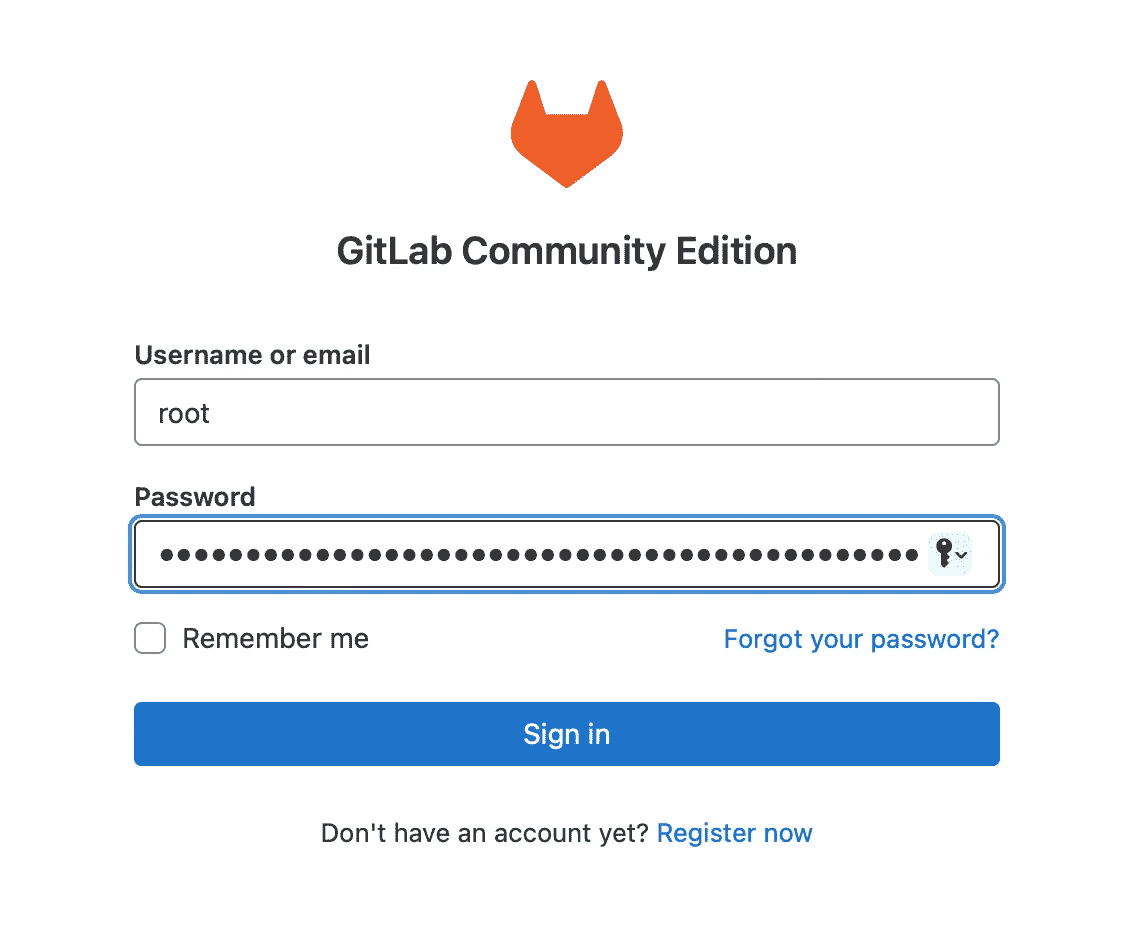 GitLab Community Edition
Username or email
root
Password
••••••••••••••••••••••••••••••••••••••••••••
Remember me
Forgot your password?
Sign in
Don't have an account yet? Register now